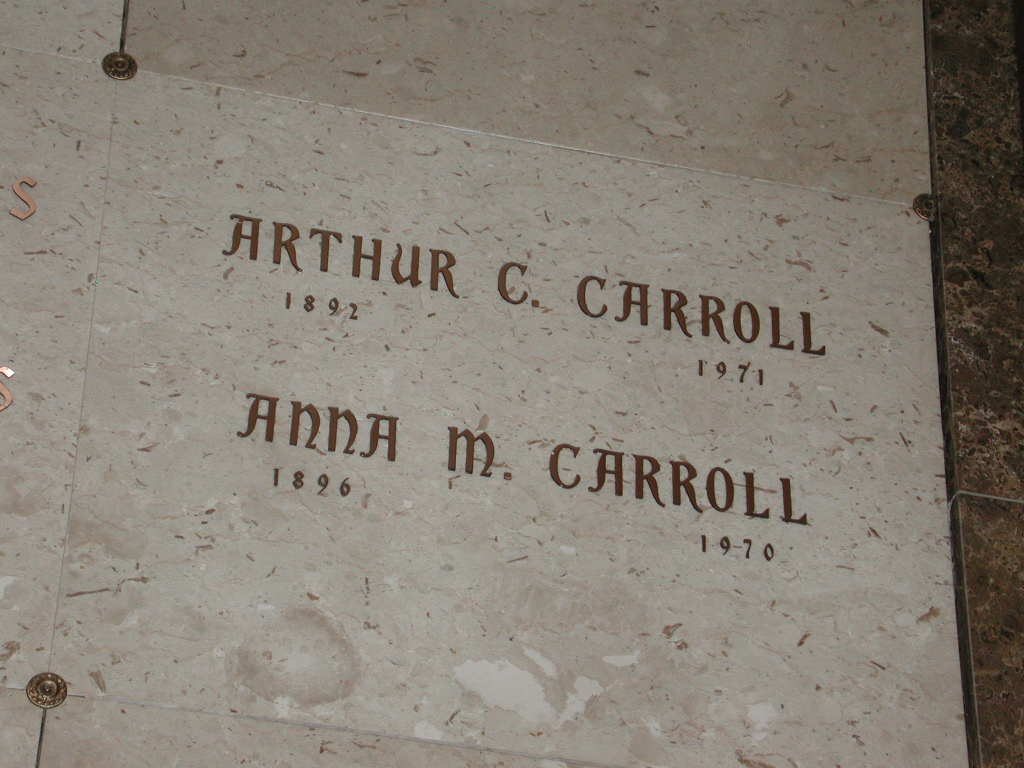 ARTHUR C. CARROLL
1892 1971
ANNA M. CARROLL
1896 1970
S
S